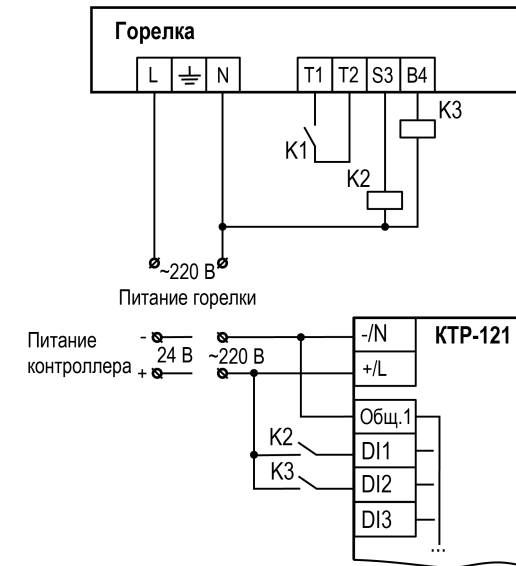 Горелка
L N T1 T2 S3 B4
K3
K1
K2
~220 В
Питание горелки
Питание контроллера
- 24 В ~220 В
+
-/N КТР-121
+/L
Общ.1
K2 DI1
K3 DI2
DI3
...